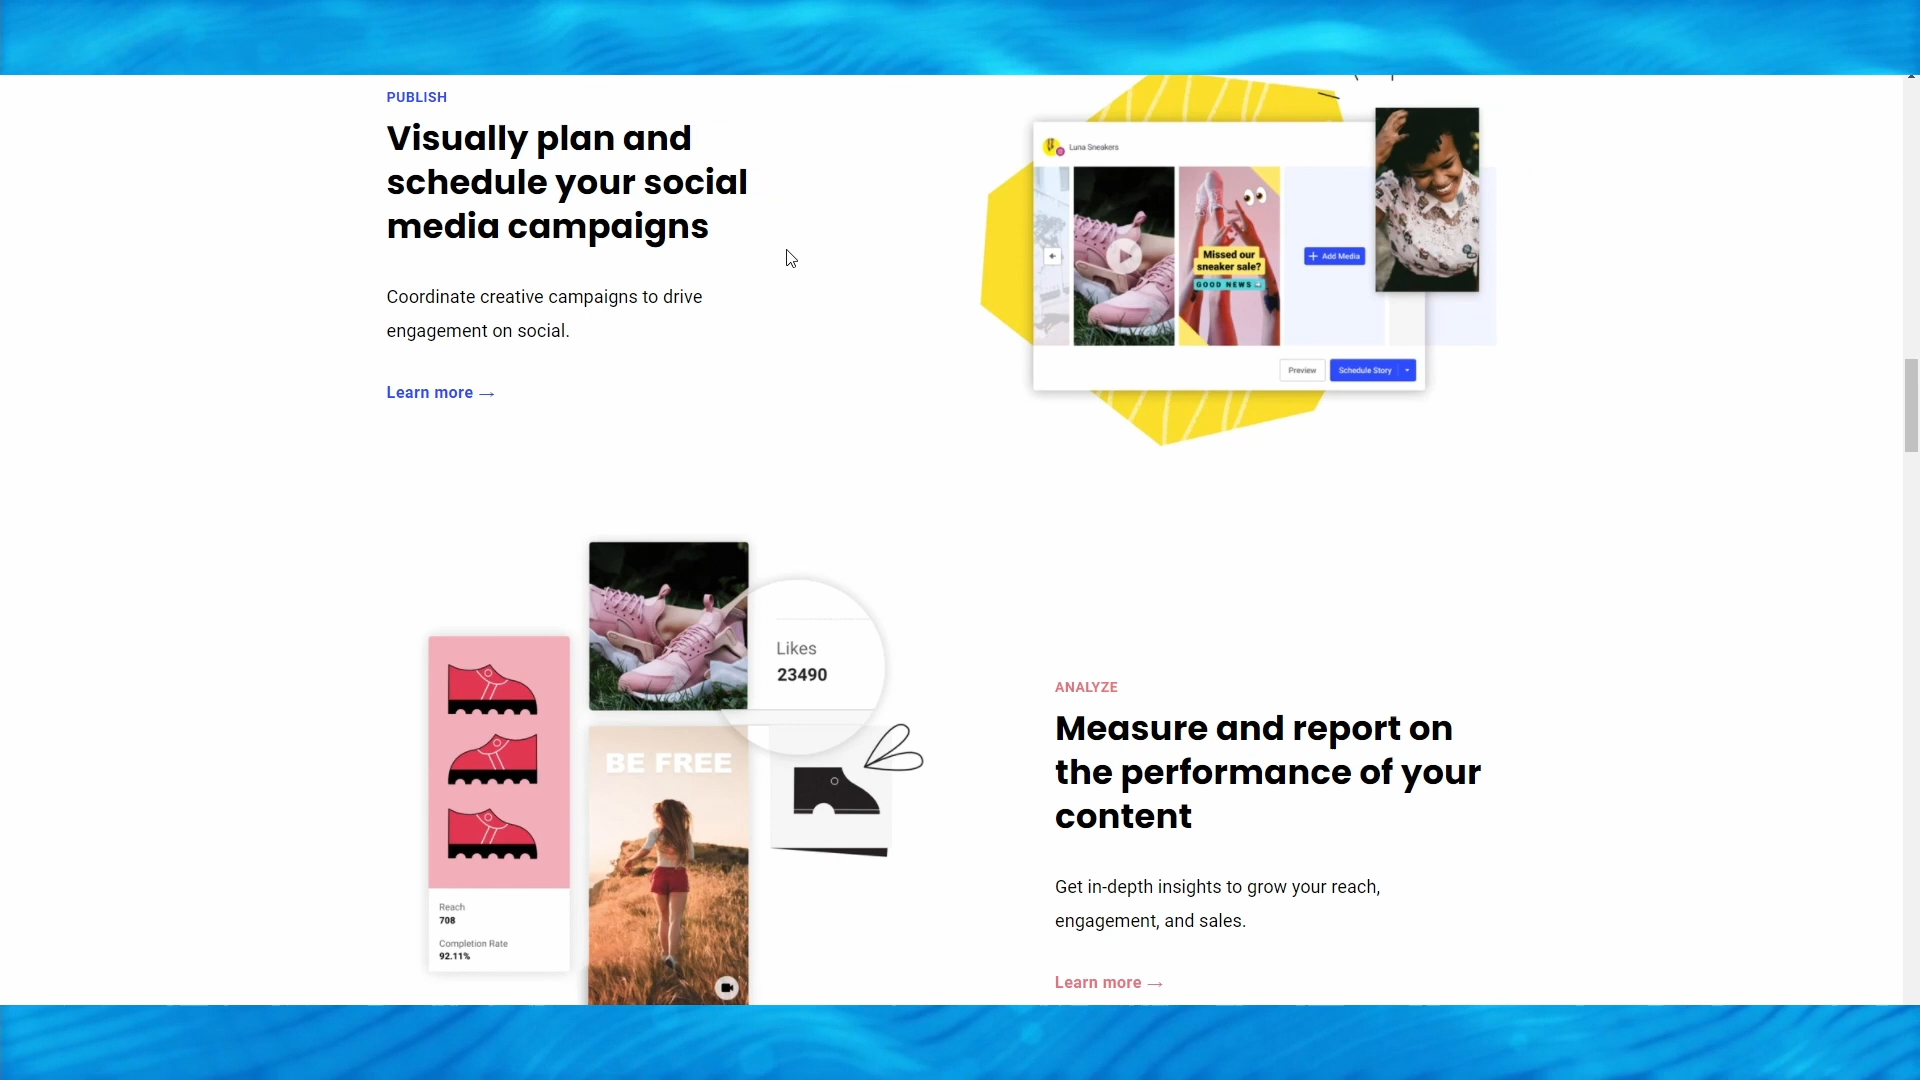 PUBLISH
Visually plan and
schedule your social
media campaigns
Coordinate creative campaigns to drive
engagement on social.
Learn more →
Luna Sneakers
Missed our
sneaker sale?
GOOD NEWS
+ Add Media
Preview
Schedule Story
Likes
23490
BE FREE
Reach
708
Completion Rate
92.11%
ANALYZE
Measure and report on
the performance of your
content
Get in-depth insights to grow your reach,
engagement, and sales.
Learn more →